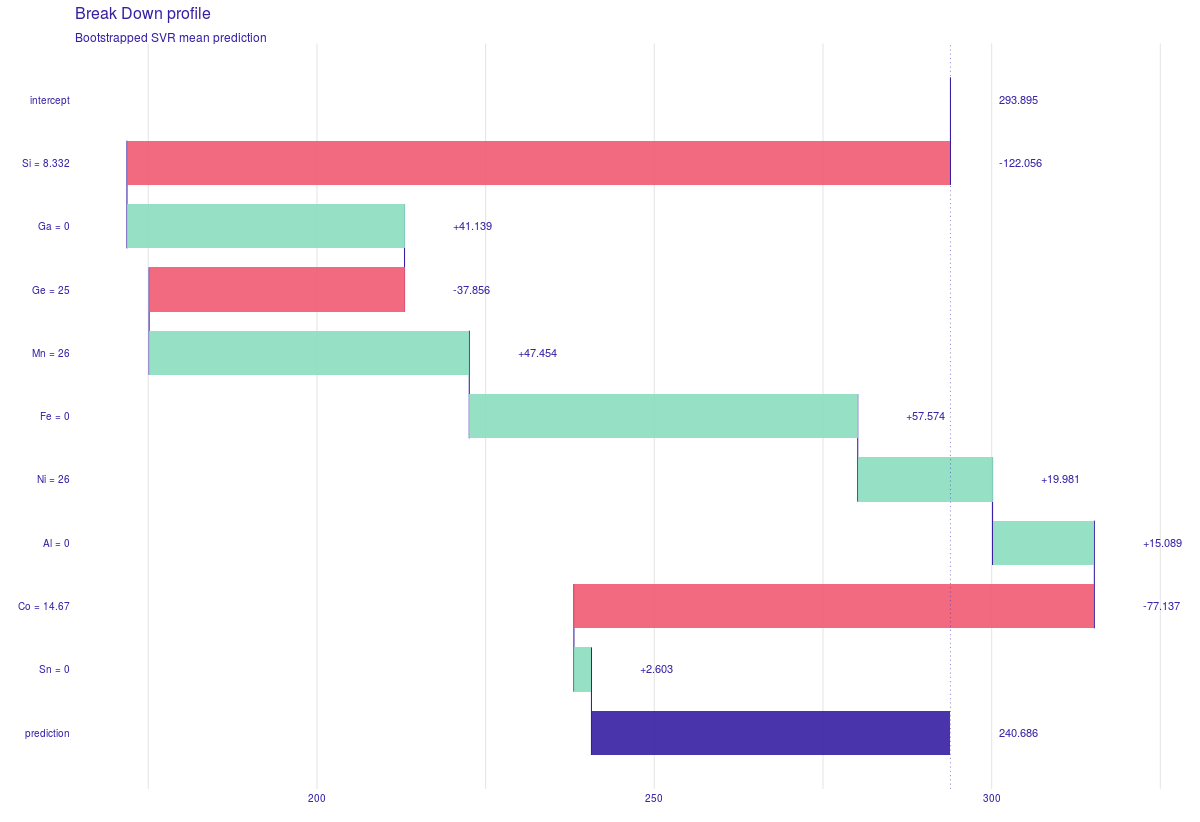 Break Down profile
Bootstrapped SVR mean prediction
intercept 293.895
Si = 8.332 -122.056
Ga = 0 +41.139
Ge = 25 -37.856
Mn = 26 +47.454
Fe = 0 +57.574
Ni = 26 +19.981
Al = 0 +15.089
Co = 14.67 -77.137
Sn = 0 +2.603
prediction 240.686
200 250 300